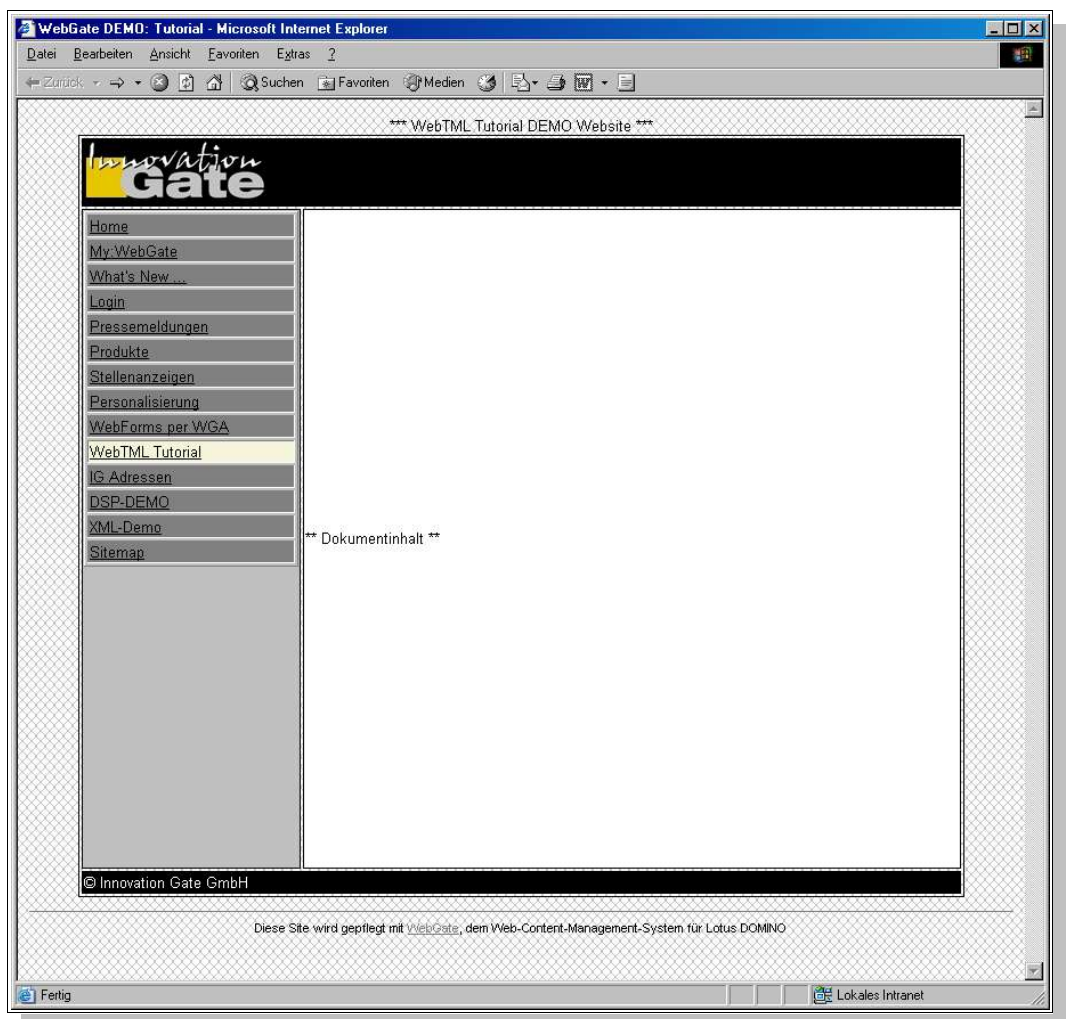 WebGate DEMO: Tutorial - Microsoft Internet Explorer
Datei Bearbeiten Ansicht Favoriten Extras ?
Zurück Suchen Favoriten Medien
*** WebTML Tutorial DEMO Website ***
Innovation
Gate
Home
My:WebGate
What's New ...
Login
Pressemeldungen
Produkte
Stellenanzeigen
Personalisierung
WebForms per WGA
WebTML Tutorial
IG Adressen
DSP-DEMO
XML-Demo
** Dokumentinhalt **
Sitemap
© Innovation Gate GmbH
Diese Site wird gepflegt mit WebGate, dem Web-Content-Management-System für Lotus DOMINO
Fertig Lokales Intranet